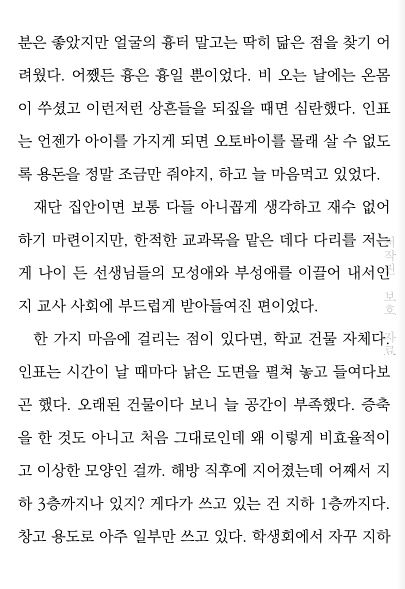 분은 좋았지만 얼굴의 흉터 말고는 딱히 닮은 점을 찾기 어
려웠다. 어쨌든 흉은 흉일 뿐이었다. 비 오는 날에는 온몸
이 쑤셨고 이런저런 상흔들을 되짚을 때면 심란했다. 인표
는 언젠가 아이를 가지게 되면 오토바이를 몰래 살 수 없도
록 용돈을 정말 조금만 줘야지, 하고 늘 마음먹고 있었다.
재단 집안이면 보통 다들 아니꼽게 생각하고 재수 없어
하기 마련이지만, 한적한 교과목을 맡은 데다 다리를 저는
게 나이 든 선생님들의 모성애와 부성애를 이끌어 내서인
지 교사 사회에 부드럽게 받아들여진 편이었다.
한 가지 마음에 걸리는 점이 있다면, 학교 건물 자체다.
인표는 시간이 날 때마다 낡은 도면을 펼쳐 놓고 들여다보
곤 했다. 오래된 건물이다 보니 늘 공간이 부족했다. 증축
을 한 것도 아니고 처음 그대로인데 왜 이렇게 비효율적이
고 이상한 모양인 걸까. 해방 직후에 지어졌는데 어째서 지
하 3층까지나 있지? 게다가 쓰고 있는 건 지하 1층까지다.
창고 용도로 아주 일부만 쓰고 있다. 학생회에서 자꾸 지하
보호